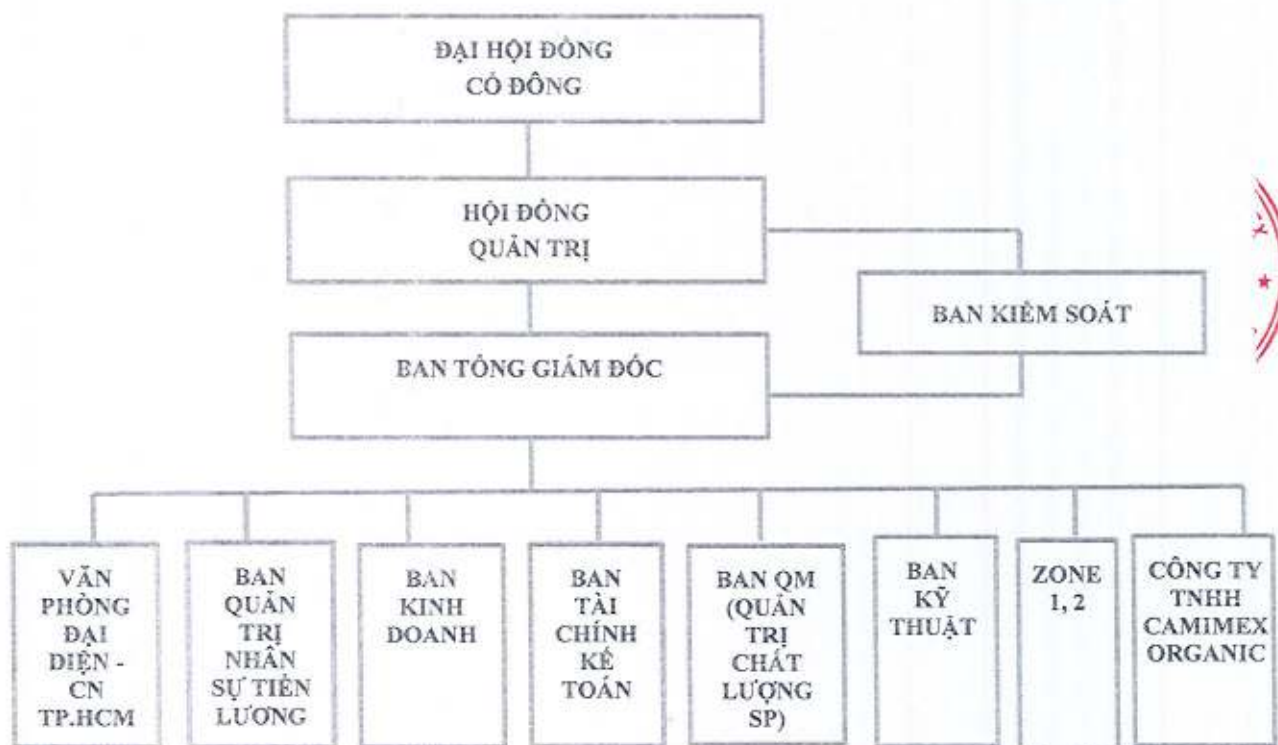 ĐẠI HỘI ĐỒNG
CỔ ĐÔNG
HỘI ĐỒNG
QUẢN TRỊ
BAN KIỂM SOÁT
BAN TỔNG GIÁM ĐỐC
VĂN
PHÒNG
ĐẠI
DIỆN -
CN
TP.HCM
BAN
QUẢN
TRỊ
NHÂN
SỰ TIỀN
LƯƠNG
BAN
KINH
DOANH
BAN
TÀI
CHÍNH
KẾ
TOÁN
BAN QM
(QUẢN
TRỊ
CHẤT
LƯỢNG
SP)
BAN
KỸ
THUẬT
ZONE
1, 2
CÔNG TY
TNHH
CAMIMEX
ORGANIC